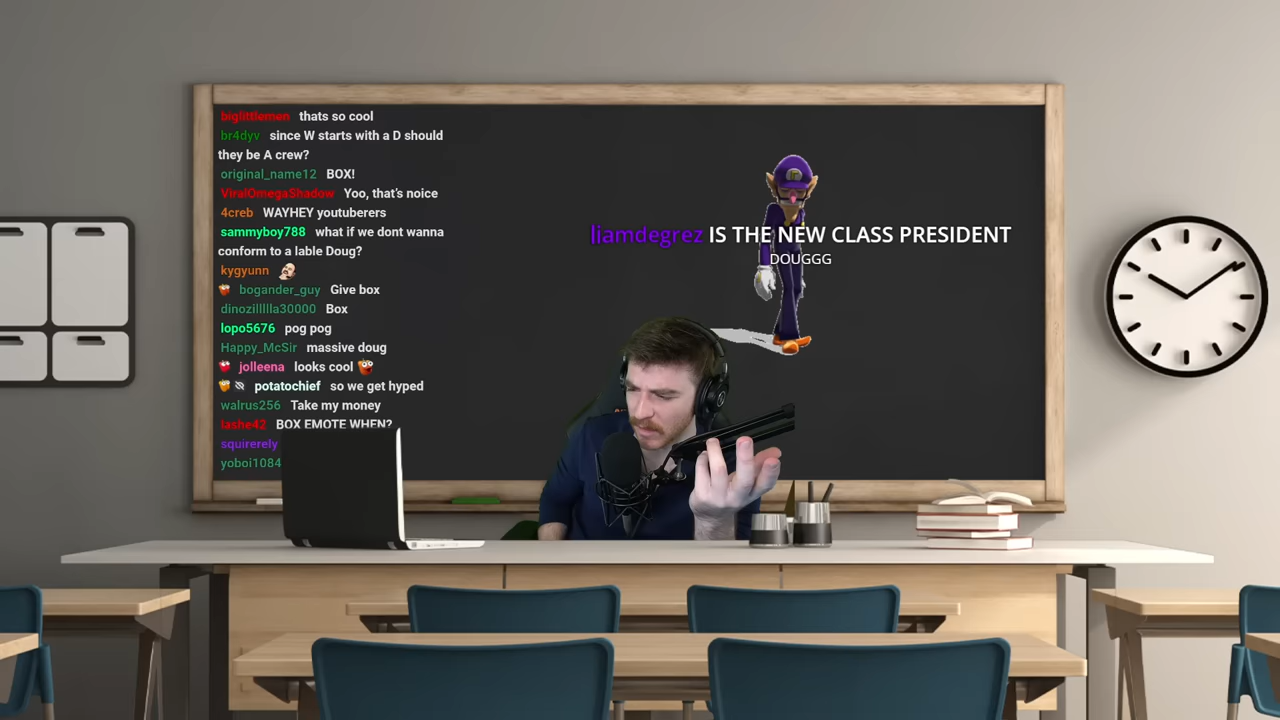 biglittlemen thats so cool
br4dyv since W starts with a D should
they be A crew?
original_name12 BOX!
ViralOmegaShadow Yoo, that's noice
4creb WAYHEY youtuberers
sammyboy788 what if we dont wanna
conform to a lable Doug?
kygyunn
bogander_guy Give box
dinozillllla30000 Box
lopo5676 pog pog
Happy_McSir massive doug
jolleena looks cool
potatochief so we get hyped
walrus256 Take my money
lashe42 BOX EMOTE WHEN?
squirerely
yoboi1084
liamdegrez IS THE NEW CLASS PRESIDENT
DOUGGG